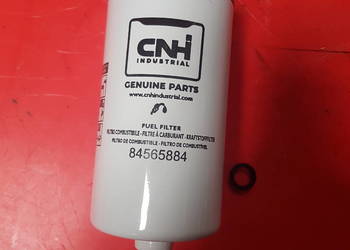 CNH
INDUSTRIAL
GENUINE PARTS
www.cnhindustrial.com
FUEL FILTER
FILTRO COMBUSTIBILE - FILTRE À CARBURANT - KRAFTSTOFFFILTER
FILTRO DE COMBUSTIBLE - FILTRO DE COMBUSTÍVEL
84565884